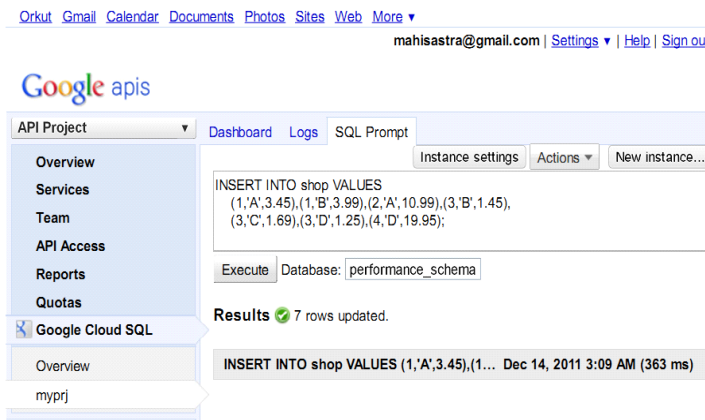 Orkut Gmail Calendar Documents Photos Sites Web More ▼
mahisastra@gmail.com | Settings ▼ | Help | Sign ou
Google apis
API Project ▼
Dashboard Logs SQL Prompt
Instance settings Actions ▼ New instance...
Overview
Services
Team
API Access
Reports
Quotas
Google Cloud SQL
Overview
myprj
INSERT INTO shop VALUES
(1,'A',3.45),(1,'B',3.99),(2,'A',10.99),(3,'B',1.45),
(3,'C',1.69),(3,'D',1.25),(4,'D',19.95);
Execute Database: performance_schema
Results 7 rows updated.
INSERT INTO shop VALUES (1,'A',3.45),(1... Dec 14, 2011 3:09 AM (363 ms)